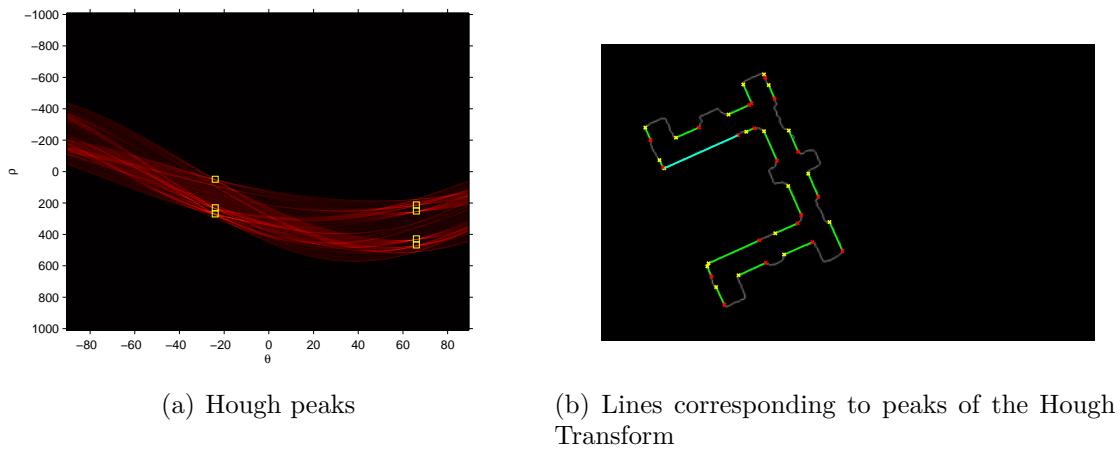 −1000
−800
−600
−400
−200
0
200
400
600
800
1000
ρ
−80 −60 −40 −20 0 20 40 60 80
θ
(a) Hough peaks
(b) Lines corresponding to peaks of the Hough
Transform